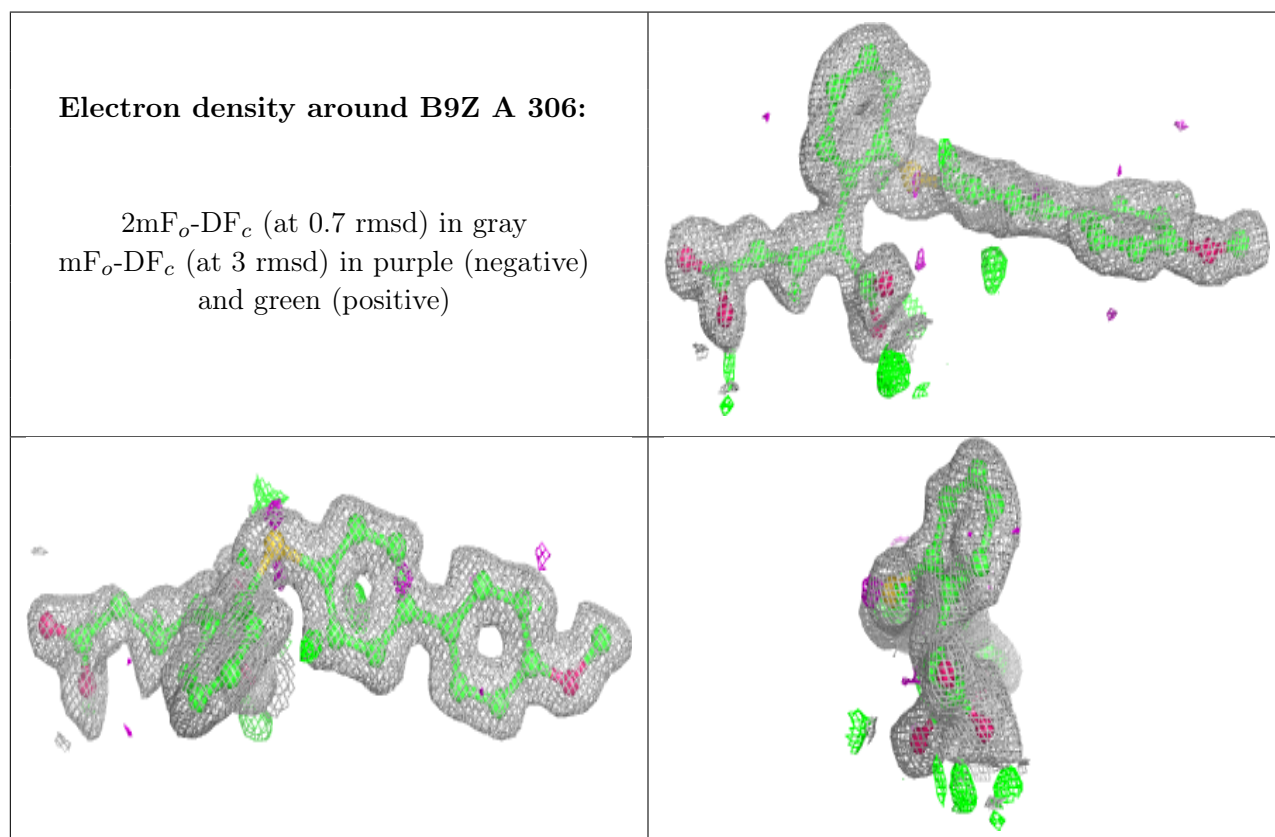 Electron density around B9Z A 306:
2mFo-DFc (at 0.7 rmsd) in gray
mFo-DFc (at 3 rmsd) in purple (negative)
and green (positive)